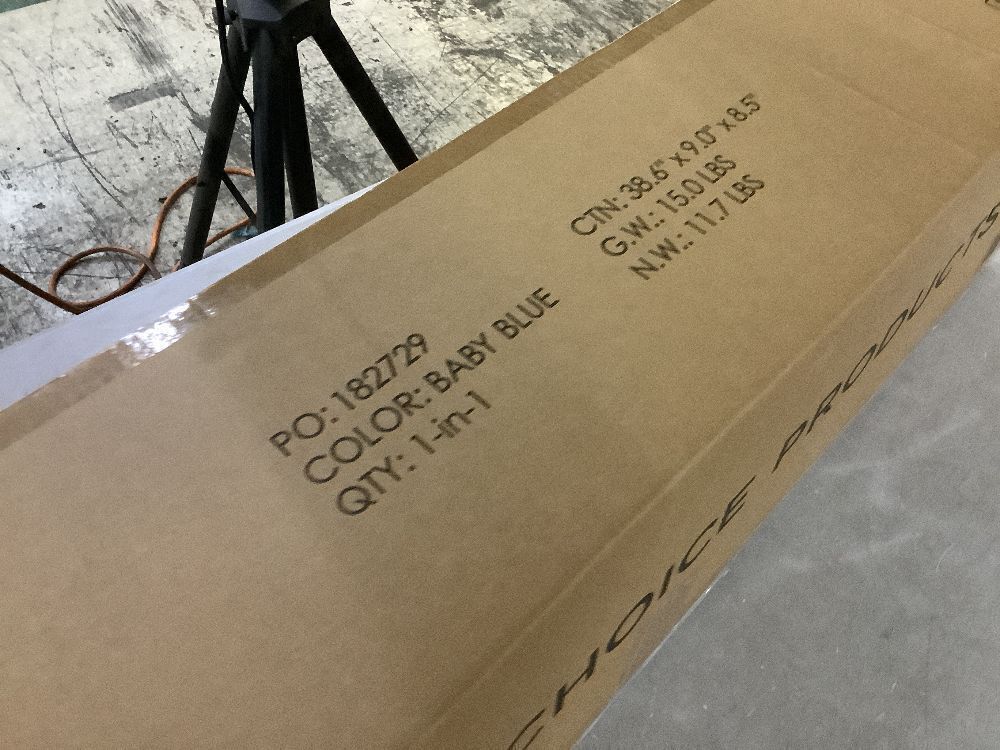 PO: 182729
COLOR: BABY BLUE
QTY: 1-in-1
CTN: 38.6" x 9.0" x 8.5"
G.W.: 15.0 LBS
N.W.: 11.7 LBS
CHOICE PRODUCTS